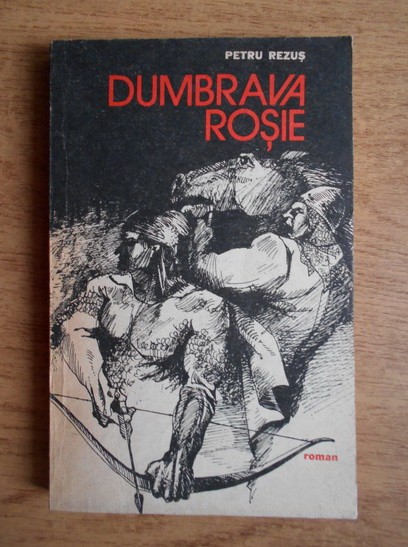 PETRU REZUȘ
DUMBRAVA
ROȘIE
roman